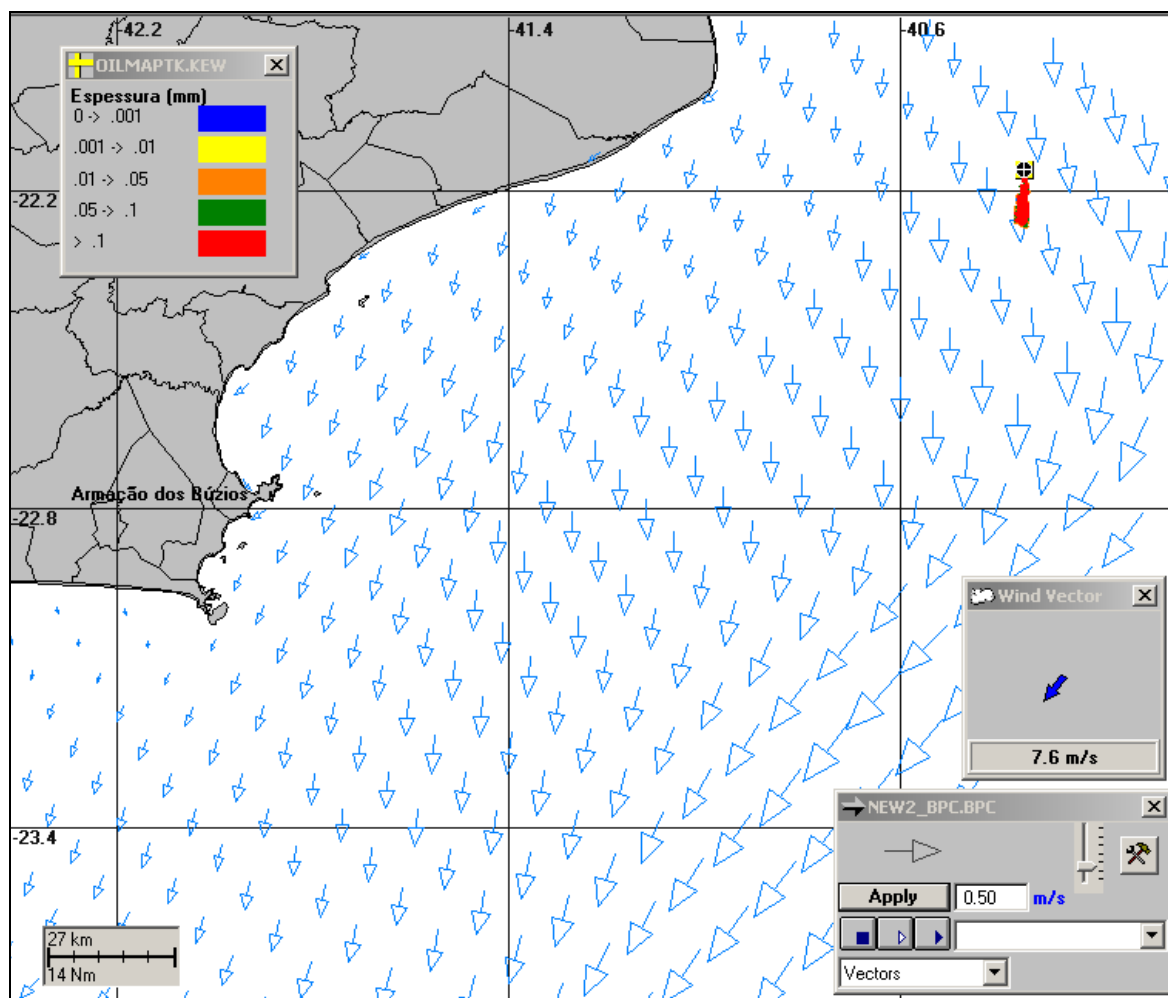 -42.2
-41.4
-40.6
OILMAPTK.KEW
Espessura (mm)
0 -> .001
.001 -> .01
.01 -> .05
.05 -> .1
> .1
-22.2
Armação dos Búzios
-22.8
Wind Vector
7.6 m/s
NEW2_BPC.BPC
-23.4
Apply
0.50
m/s
27 km
14 Nm
Vectors